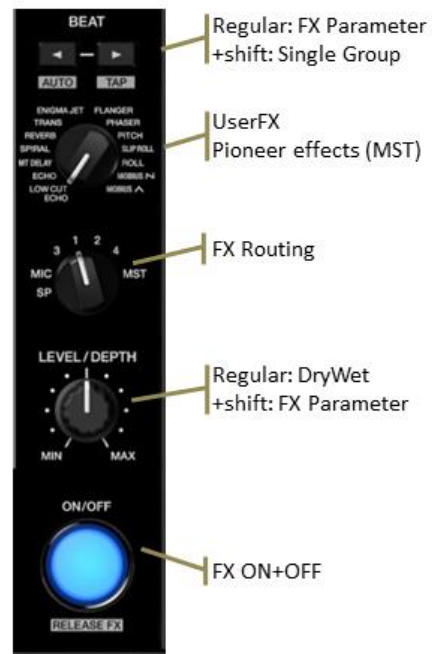 BEAT
AUTO TAP
Regular: FX Parameter
+shift: Single Group
ENIGMA JET FLANGER
TRANS PHASER
REVERB PITCH
SPIRAL SLIP ROLL
MT DELAY ROLL
ECHO MOBIUS
LOW CUT ECHO MOBIUS
UserFX
Pioneer effects (MST)
3 1 2 4
MIC MST
SP
FX Routing
LEVEL / DEPTH
MIN MAX
Regular: DryWet
+shift: FX Parameter
ON/OFF
RELEASE FX
FX ON+OFF